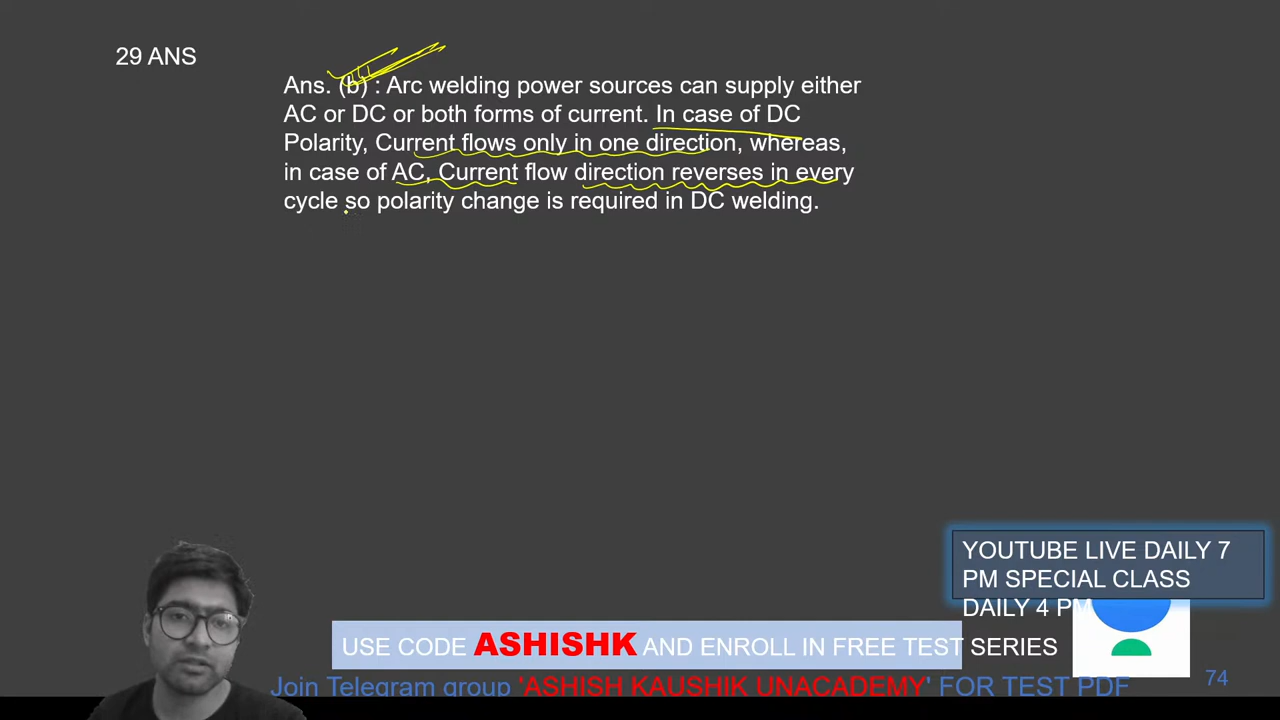 29 ANS
Ans. (b) : Arc welding power sources can supply either
AC or DC or both forms of current. In case of DC
Polarity, Current flows only in one direction, whereas,
in case of AC, Current flow direction reverses in every
cycle so polarity change is required in DC welding.
YOUTUBE LIVE DAILY 7
PM SPECIAL CLASS
DAILY 4 PM
USE CODE ASHISHK AND ENROLL IN FREE TEST SERIES
Join Telegram group 'ASHISH KAUSHIK UNACADEMY' FOR TEST PDF
74